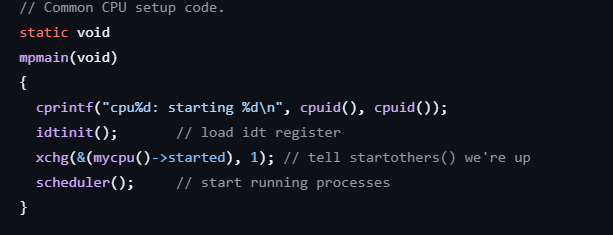 // Common CPU setup code.
static void
mpmain(void)
{
  cprintf("cpu%d: starting %d\n", cpuid(), cpuid());
  idtinit();       // load idt register
  xchg(&(mycpu()->started), 1); // tell startothers() we're up
  scheduler();     // start running processes
}